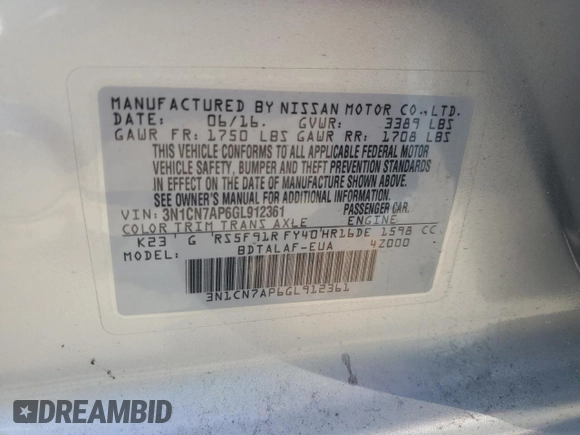 MANUFACTURED BY NISSAN MOTOR CO., LTD.
DATE: 06/16. GVWR: 3389 LBS
GAWR FR: 1750 LBS GAWR RR: 1708 LBS
THIS VEHICLE CONFORMS TO ALL APPLICABLE FEDERAL MOTOR
VEHICLE SAFETY, BUMPER AND THEFT PREVENTION STANDARDS
IN EFFECT ON THE DATE OF MANUFACTURE SHOWN ABOVE.
SEE OWNER'S MANUAL FOR ADDITIONAL INFORMATION
VIN: 3N1CN7AP6GL912361 PASSENGER CAR
COLOR TRIM TRANS AXLE ENGINE
K23 G RS5F91R FY40 HR16DE 1598 CC
MODEL: BDTALAF-EUA 4Z000
3N1CN7AP6GL912361
DREAMBID